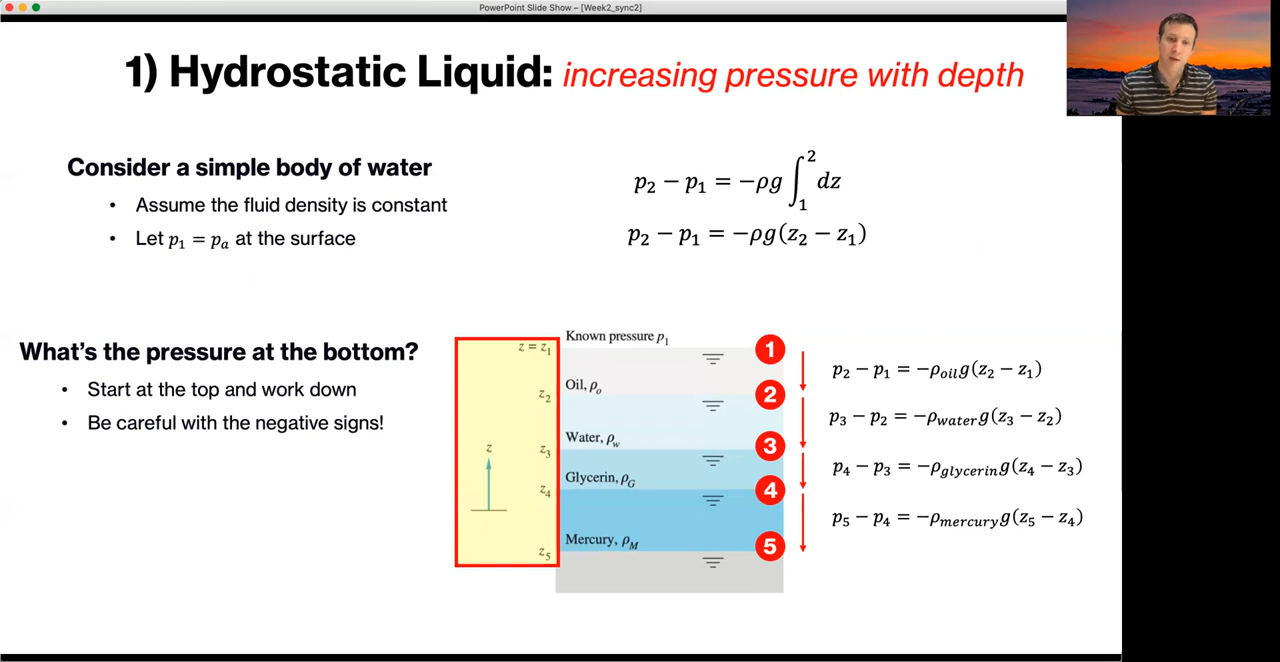 PowerPoint Slide Show – [Week2_sync2]
1) Hydrostatic Liquid: increasing pressure with depth
Consider a simple body of water
• Assume the fluid density is constant
• Let p₁ = pₐ at the surface
p₂ − p₁ = −ρg ∫₁² dz
p₂ − p₁ = −ρg(z₂ − z₁)
What's the pressure at the bottom?
• Start at the top and work down
• Be careful with the negative signs!
Known pressure p₁
z = z₁
1
Oil, ρₒ
z₂
2
Water, ρ_w
z₃
3
z
Glycerin, ρ_G
z₄
4
Mercury, ρ_M
z₅
5
p₂ − p₁ = −ρ_oil g(z₂ − z₁)
p₃ − p₂ = −ρ_water g(z₃ − z₂)
p₄ − p₃ = −ρ_glycerin g(z₄ − z₃)
p₅ − p₄ = −ρ_mercury g(z₅ − z₄)